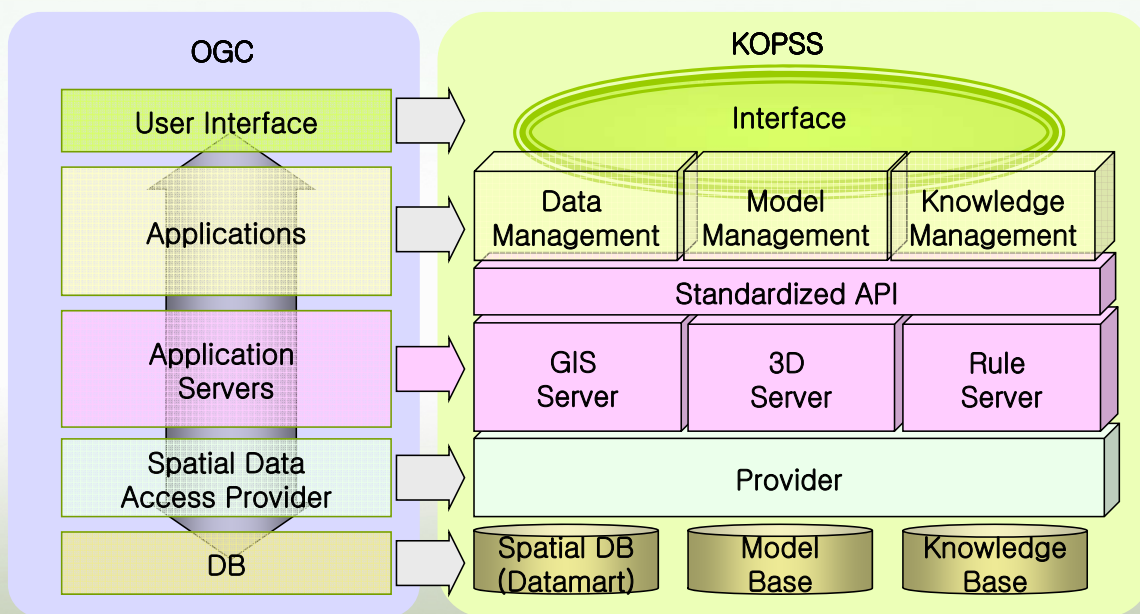 OGC
User Interface
Applications
Application
Servers
Spatial Data
Access Provider
DB
KOPSS
Interface
Data
Management
Model
Management
Knowledge
Management
Standardized API
GIS
Server
3D
Server
Rule
Server
Provider
Spatial DB
(Datamart)
Model
Base
Knowledge
Base